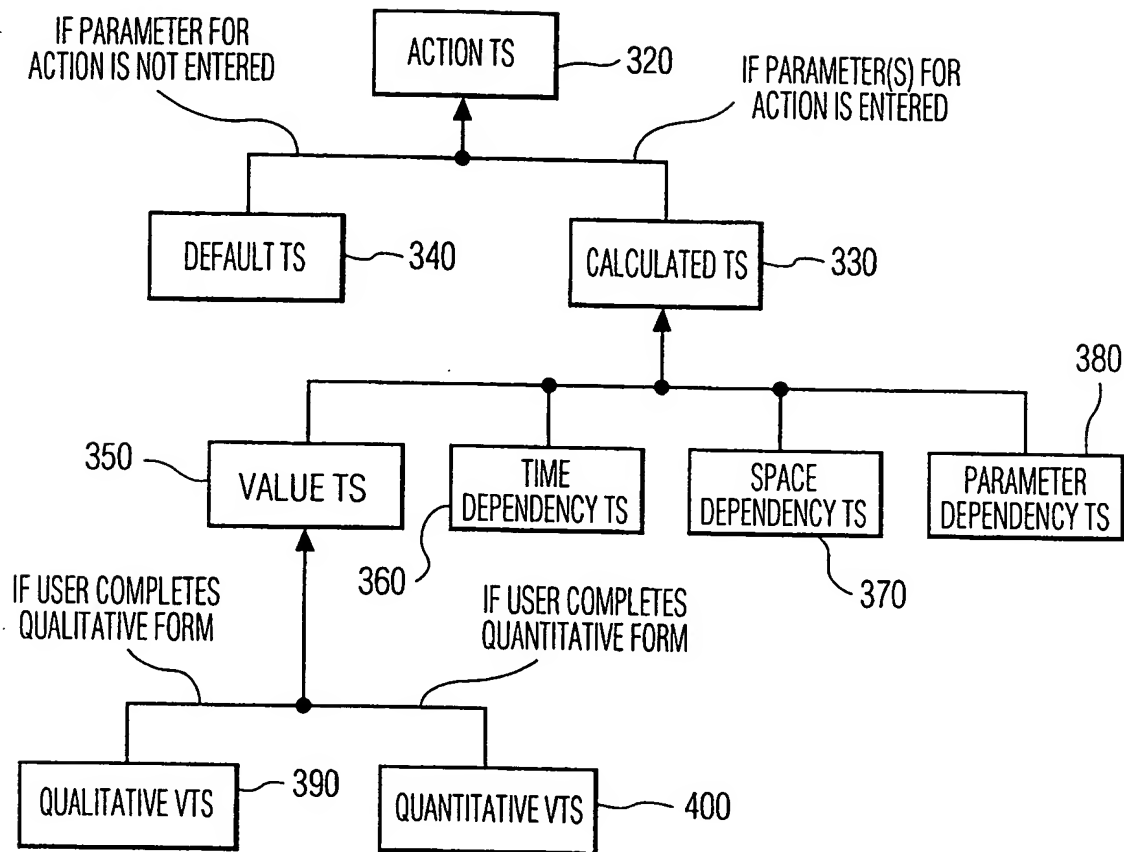 IF PARAMETER FOR
ACTION IS NOT ENTERED
ACTION TS
320
IF PARAMETER(S) FOR
ACTION IS ENTERED
DEFAULT TS
340
CALCULATED TS
330
380
350
VALUE TS
TIME
DEPENDENCY TS
SPACE
DEPENDENCY TS
PARAMETER
DEPENDENCY TS
360
370
IF USER COMPLETES
QUALITATIVE FORM
IF USER COMPLETES
QUANTITATIVE FORM
QUALITATIVE VTS
390
QUANTITATIVE VTS
400